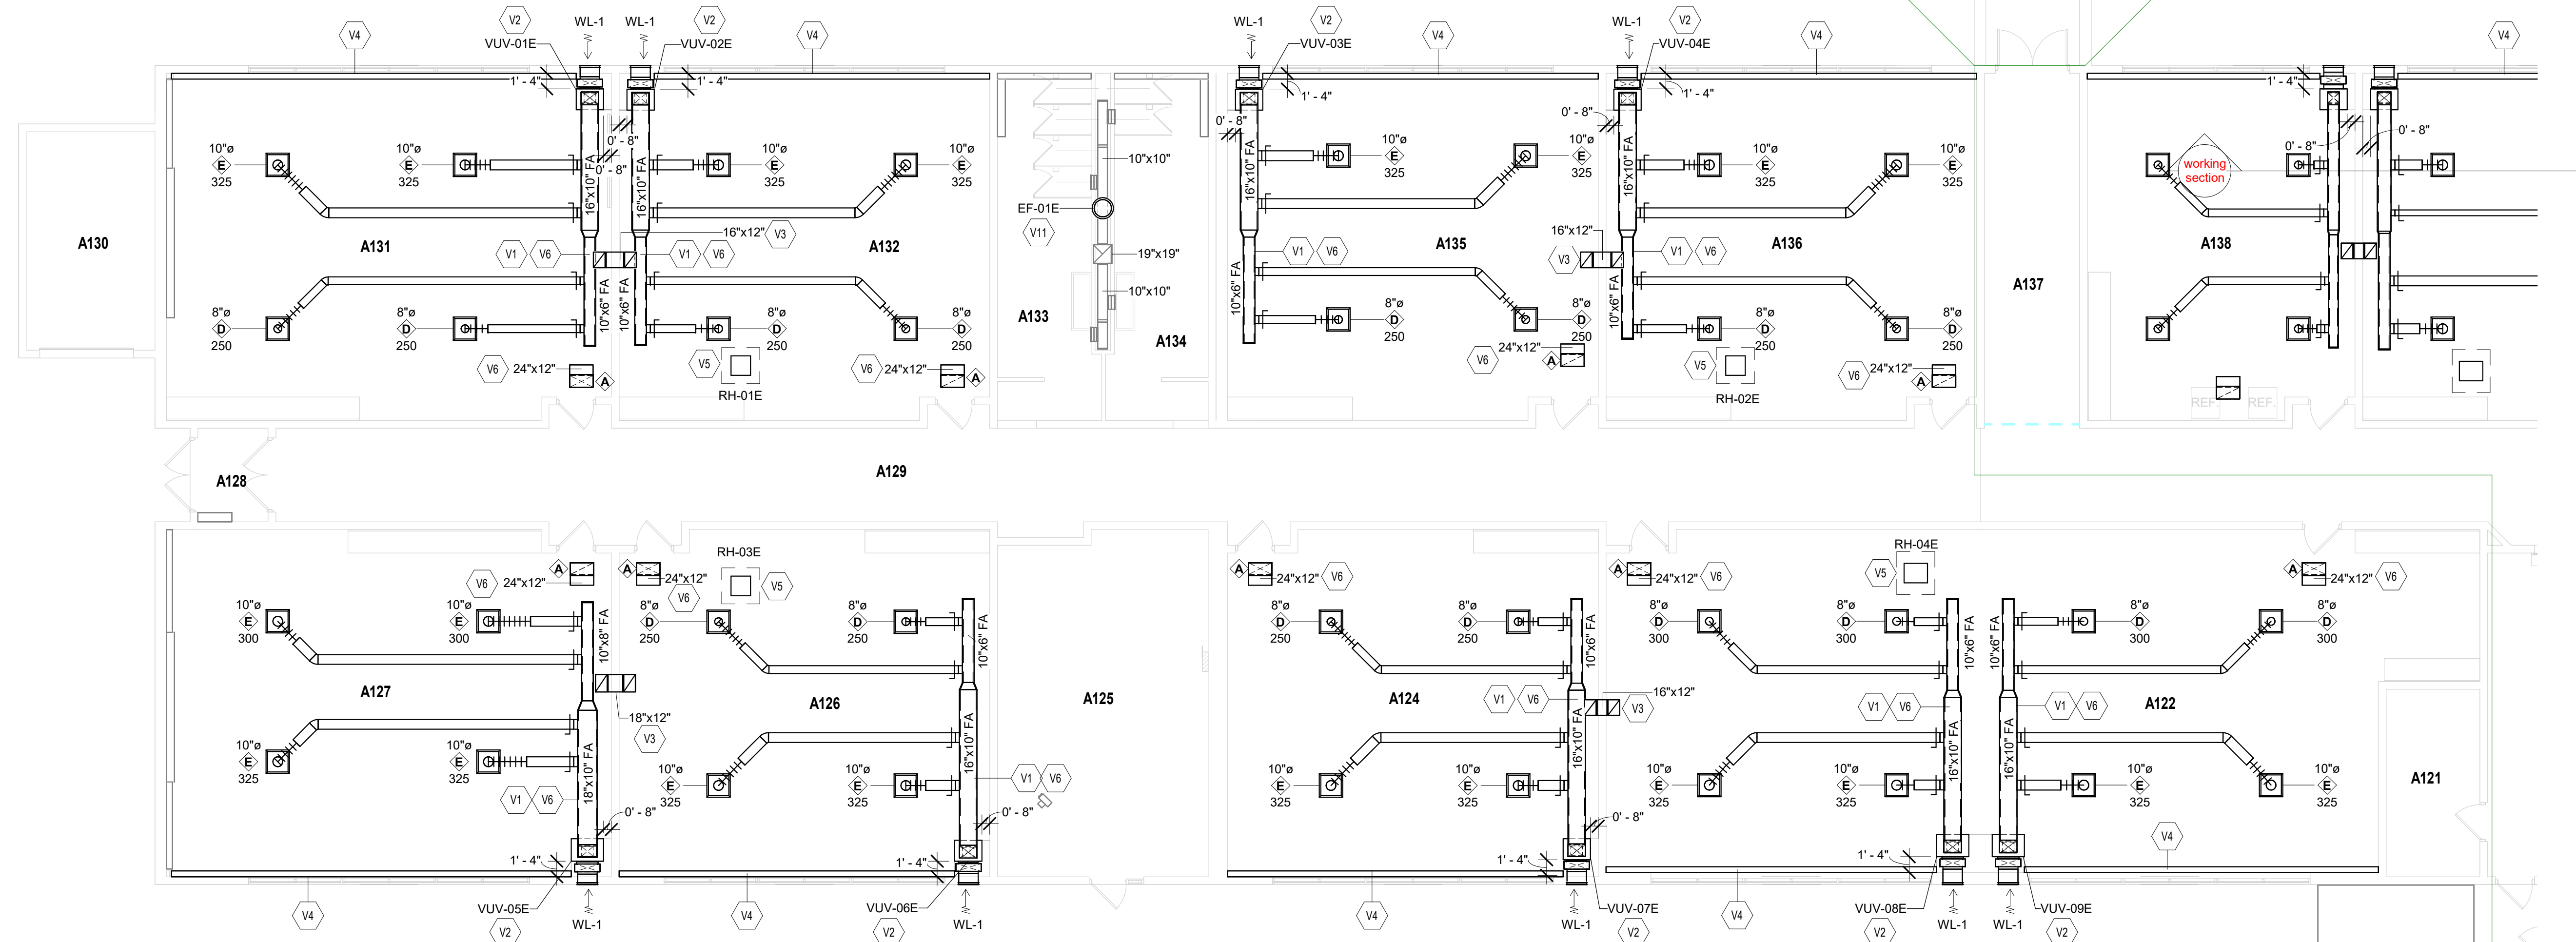 V2
V2
V2
V2
WL-1
WL-1
WL-1
WL-1
V4
V4
V4
V4
V4
VUV-01E
VUV-02E
VUV-03E
VUV-04E
1' - 4"
1' - 4"
1' - 4"
1' - 4"
1' - 4"
0' - 8"
0' - 8"
0' - 8"
0' - 8"
0' - 8"
0' - 8"
10"ø
E
325
10"ø
E
325
10"ø
E
325
10"ø
E
325
10"ø
E
325
10"ø
E
325
10"ø
E
325
10"ø
E
325
16"x10" FA
16"x10" FA
16"x10" FA
16"x10" FA
10"x10"
working
section
EF-01E
V11
A130
A131
A132
A135
A136
A138
V1
V6
V1
V6
V1
V6
V1
V6
16"x12"
V3
16"x12"
V3
19"x19"
10"x10"
10"x6" FA
10"x6" FA
10"x6" FA
10"x6" FA
A137
8"ø
D
250
8"ø
D
250
8"ø
D
250
8"ø
D
250
8"ø
D
250
8"ø
D
250
8"ø
D
250
8"ø
D
250
A133
A134
V6
24"x12"
A
V5
RH-01E
V6
24"x12"
A
V6
24"x12"
A
V5
RH-02E
V6
24"x12"
A
REF.
REF.
A128
A129
V6
24"x12"
A
A
24"x12"
V6
RH-03E
V5
A
24"x12"
V6
A
24"x12"
V6
RH-04E
V5
A
24"x12"
V6
10"ø
E
300
10"ø
E
300
8"ø
D
250
8"ø
D
250
8"ø
D
250
8"ø
D
250
8"ø
D
300
8"ø
D
300
8"ø
D
300
8"ø
D
300
10"x8" FA
10"x6" FA
10"x6" FA
10"x6" FA
10"x6" FA
A127
A126
A125
A124
A122
A121
18"x12"
V3
V1
V6
16"x12"
V3
V1
V6
V1
V6
10"ø
E
325
10"ø
E
325
10"ø
E
325
10"ø
E
325
10"ø
E
325
10"ø
E
325
10"ø
E
325
10"ø
E
325
10"ø
E
325
10"ø
E
325
V1
V6
V1
V6
18"x10" FA
16"x10" FA
16"x10" FA
16"x10" FA
16"x10" FA
0' - 8"
0' - 8"
0' - 8"
1' - 4"
1' - 4"
1' - 4"
1' - 4"
V4
V4
V4
V4
V4
VUV-05E
VUV-06E
VUV-07E
VUV-08E
VUV-09E
V2
V2
V2
V2
V2
WL-1
WL-1
WL-1
WL-1
WL-1